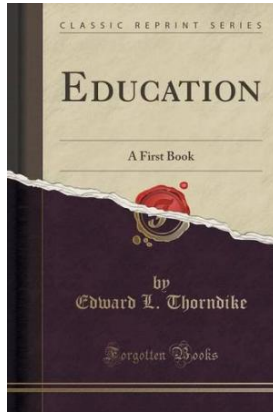 CLASSIC REPRINT SERIES
EDUCATION
A First Book
by
Edward L. Thorndike
Forgotten Books